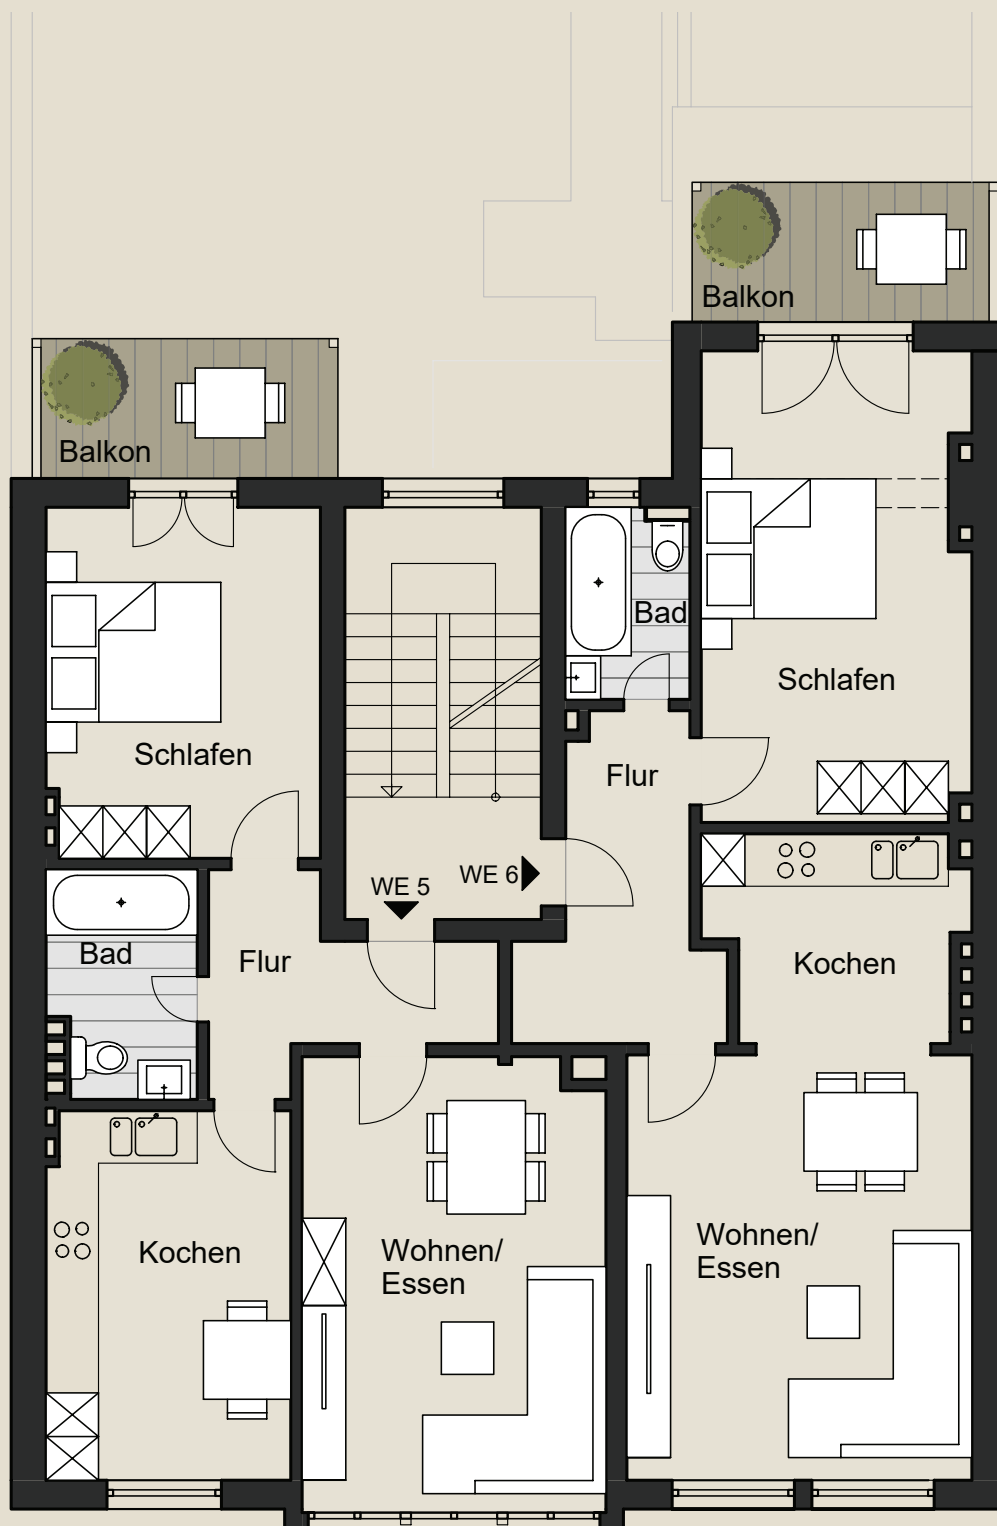 Balkon
Balkon
Bad
Schlafen
Schlafen
Flur
WE 6
WE 5
Bad
Flur
Kochen
Wohnen/
Essen
Kochen
Wohnen/
Essen